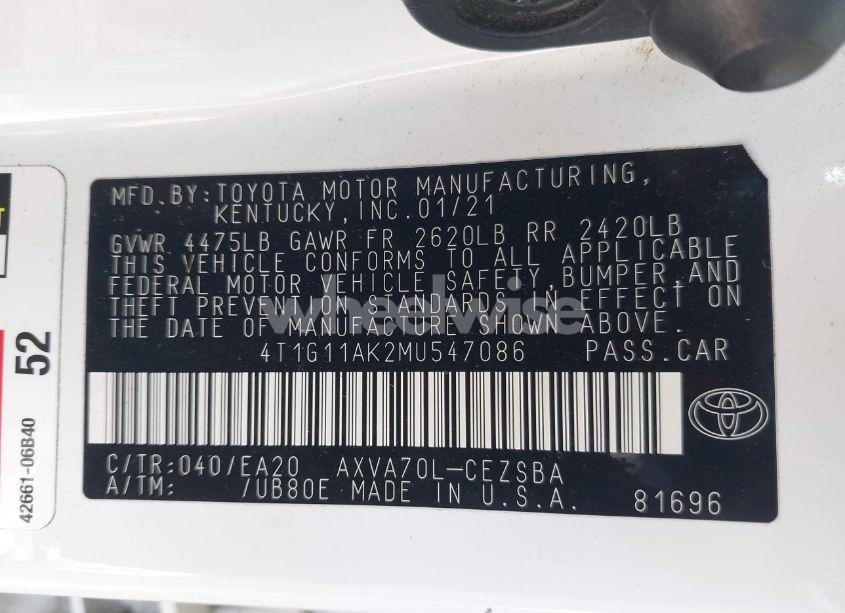 MFD.BY:TOYOTA MOTOR MANUFACTURING,
KENTUCKY,INC.01/21
GVWR 4475LB GAWR FR 2620LB RR 2420LB
THIS VEHICLE CONFORMS TO ALL APPLICABLE
FEDERAL MOTOR VEHICLE SAFETY,BUMPER,AND
THEFT PREVENTION STANDARDS IN EFFECT ON
THE DATE OF MANUFACTURE SHOWN ABOVE.
4T1G11AK2MU547086 PASS.CAR
C/TR:040/EA20 AXVA70L-CEZSBA
A/TM: /UB80E MADE IN U.S.A. 81696
52
42661-06B40
wheelwise